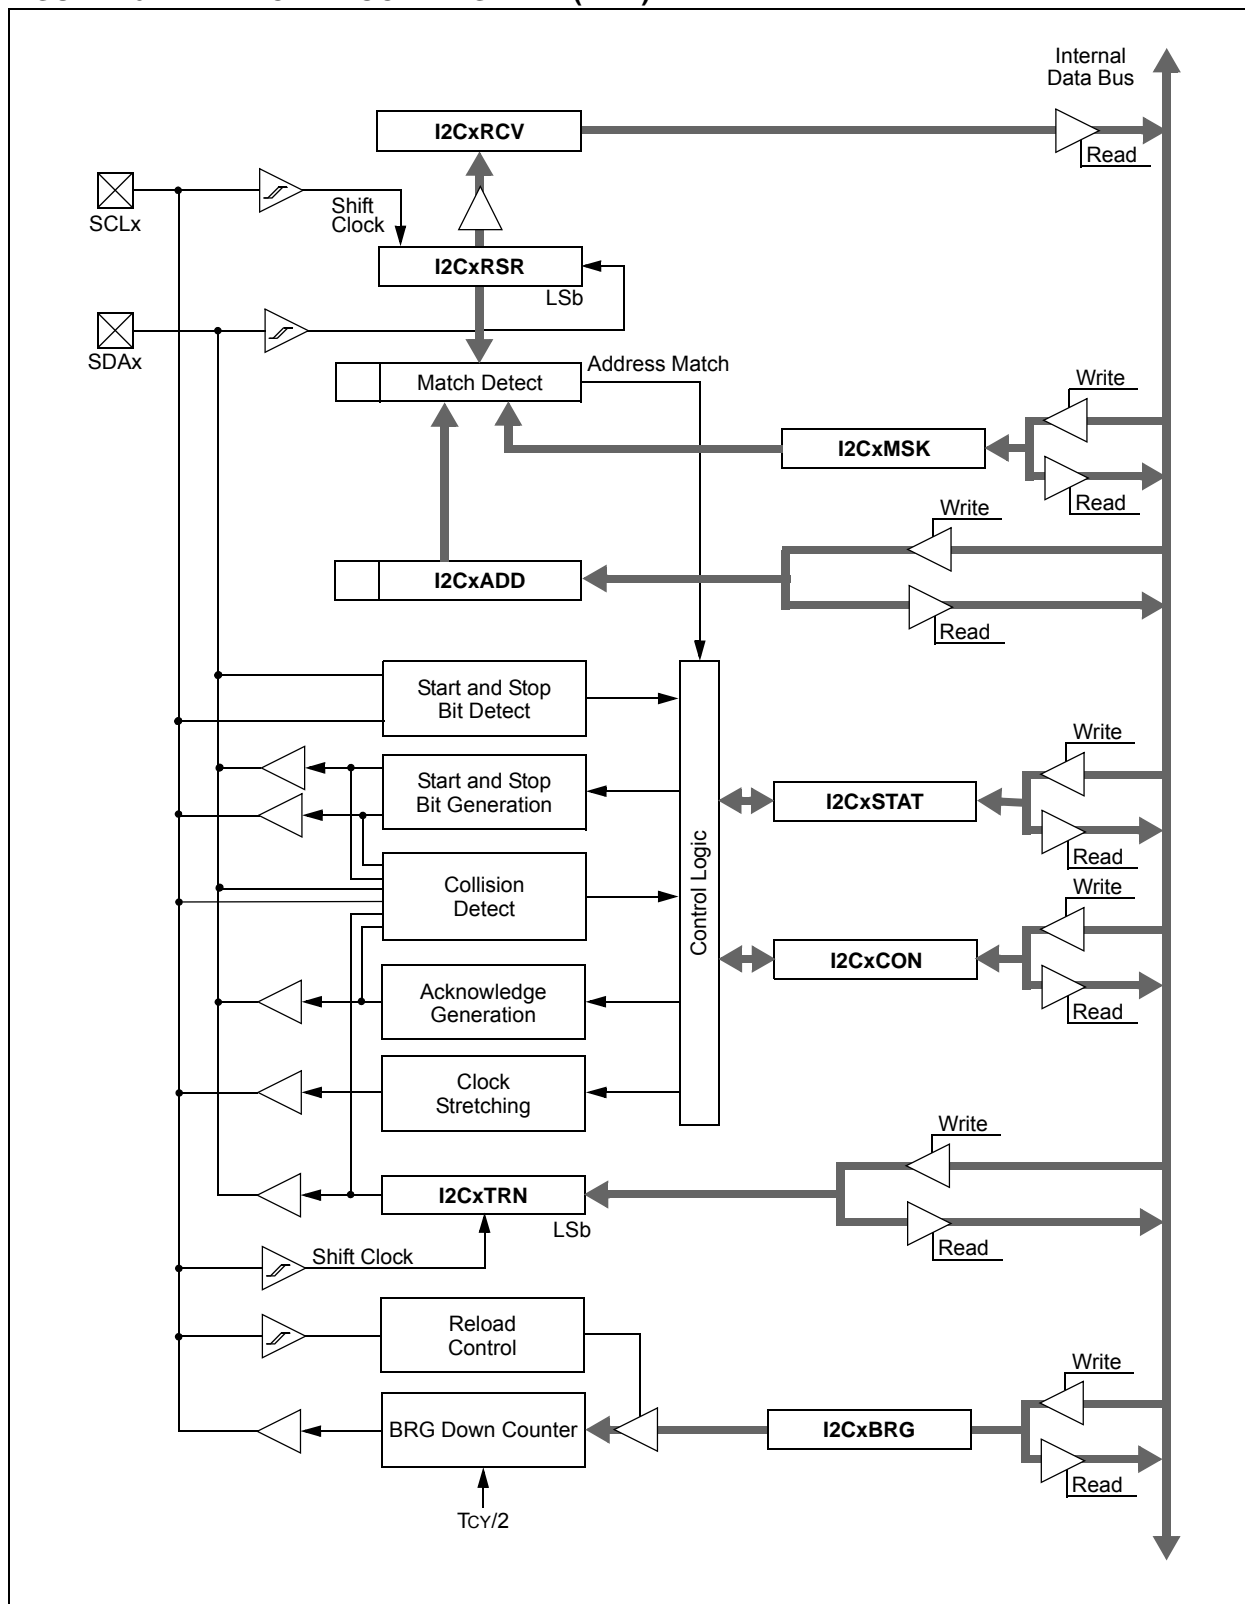 Internal
Data Bus
I2CxRCV
Read
SCLx
Shift
Clock
I2CxRSR
LSb
SDAx
Address Match
Match Detect
Write
I2CxMSK
Read
Write
I2CxADD
Read
Start and Stop
Bit Detect
Write
Start and Stop
Bit Generation
I2CxSTAT
Control Logic
Read
Collision
Detect
Write
I2CxCON
Acknowledge
Generation
Read
Clock
Stretching
Write
I2CxTRN
LSb
Read
Shift Clock
Reload
Control
Write
BRG Down Counter
I2CxBRG
Read
TCY/2